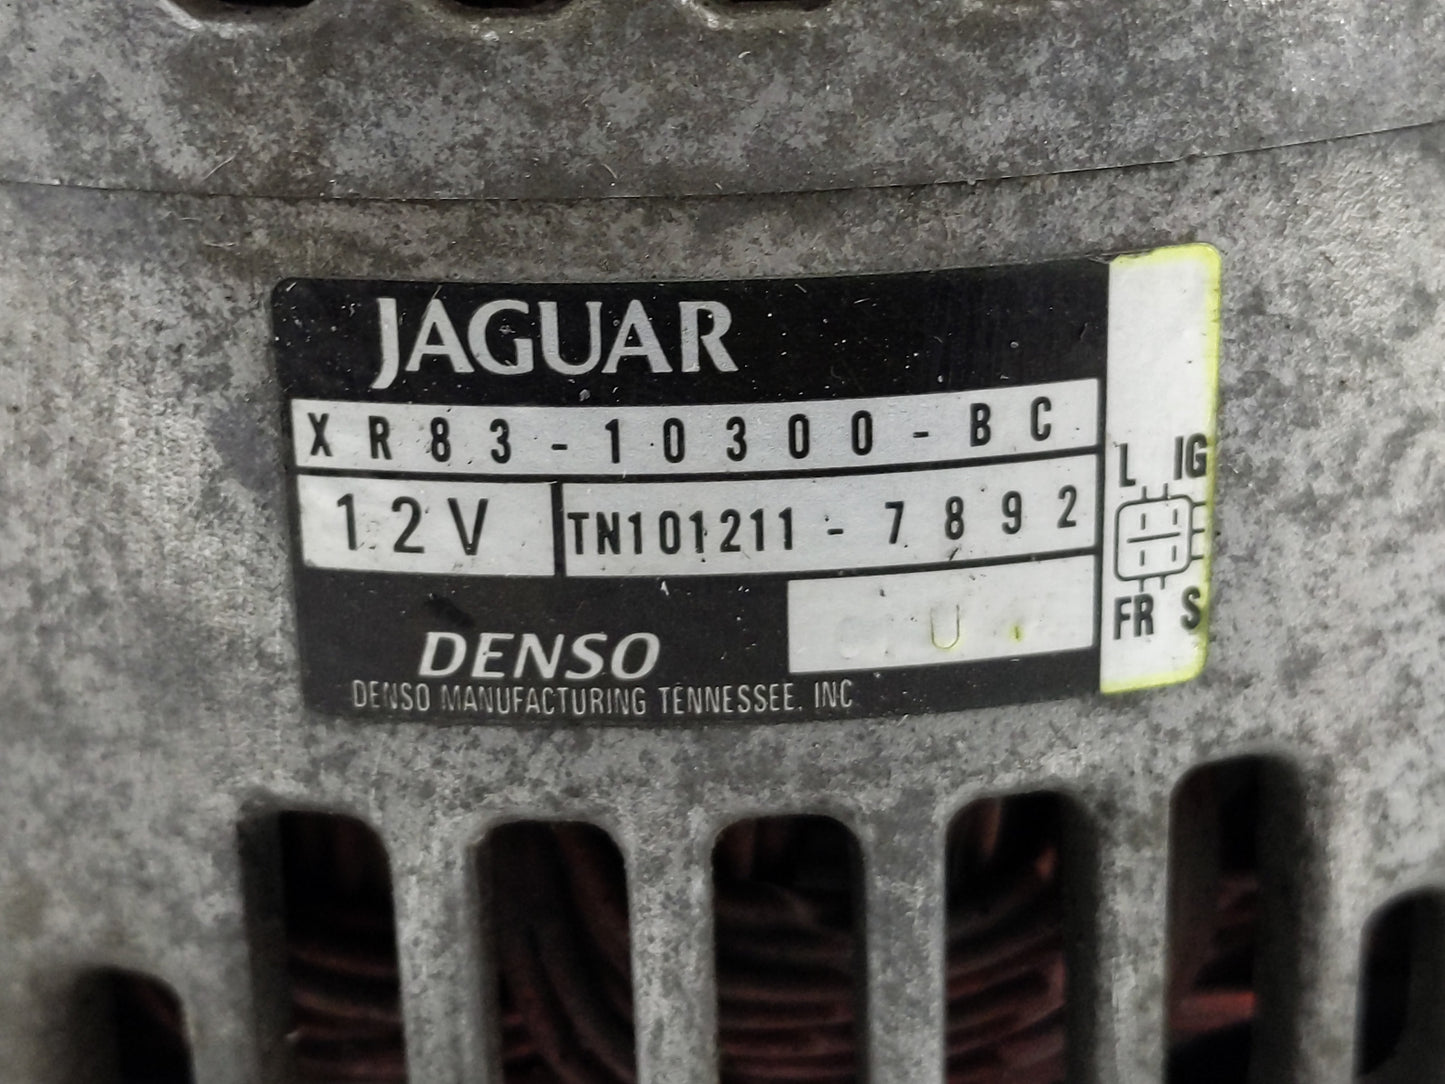 JAGUAR
XR83-10300-BC
12V TN101211-7892
L IG
FR S
U
DENSO
DENSO MANUFACTURING TENNESSEE. INC